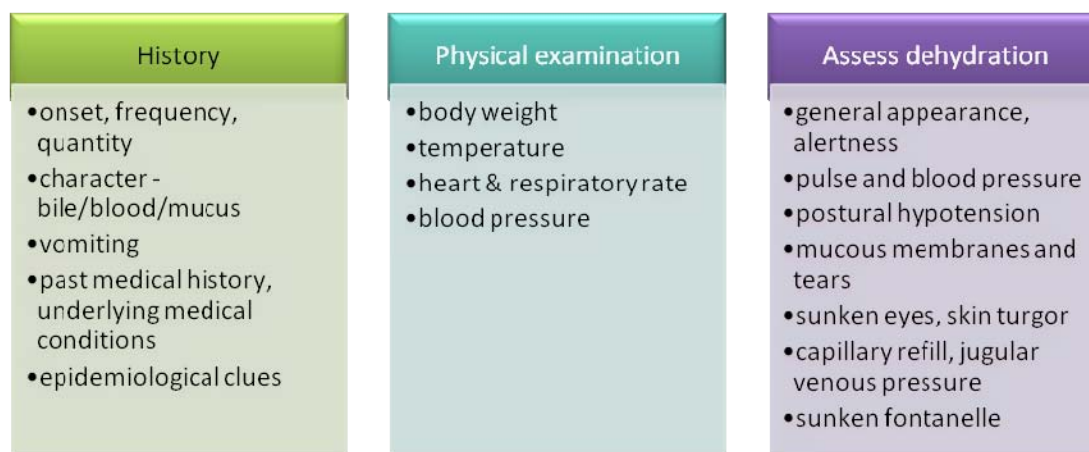 History
•onset, frequency,
quantity
•character -
bile/blood/mucus
•vomiting
•past medical history,
underlying medical
conditions
•epidemiological clues
Physical examination
•body weight
•temperature
•heart & respiratory rate
•blood pressure
Assess dehydration
•general appearance,
alertness
•pulse and blood pressure
•postural hypotension
•mucous membranes and
tears
•sunken eyes, skin turgor
•capillary refill, jugular
venous pressure
•sunken fontanelle